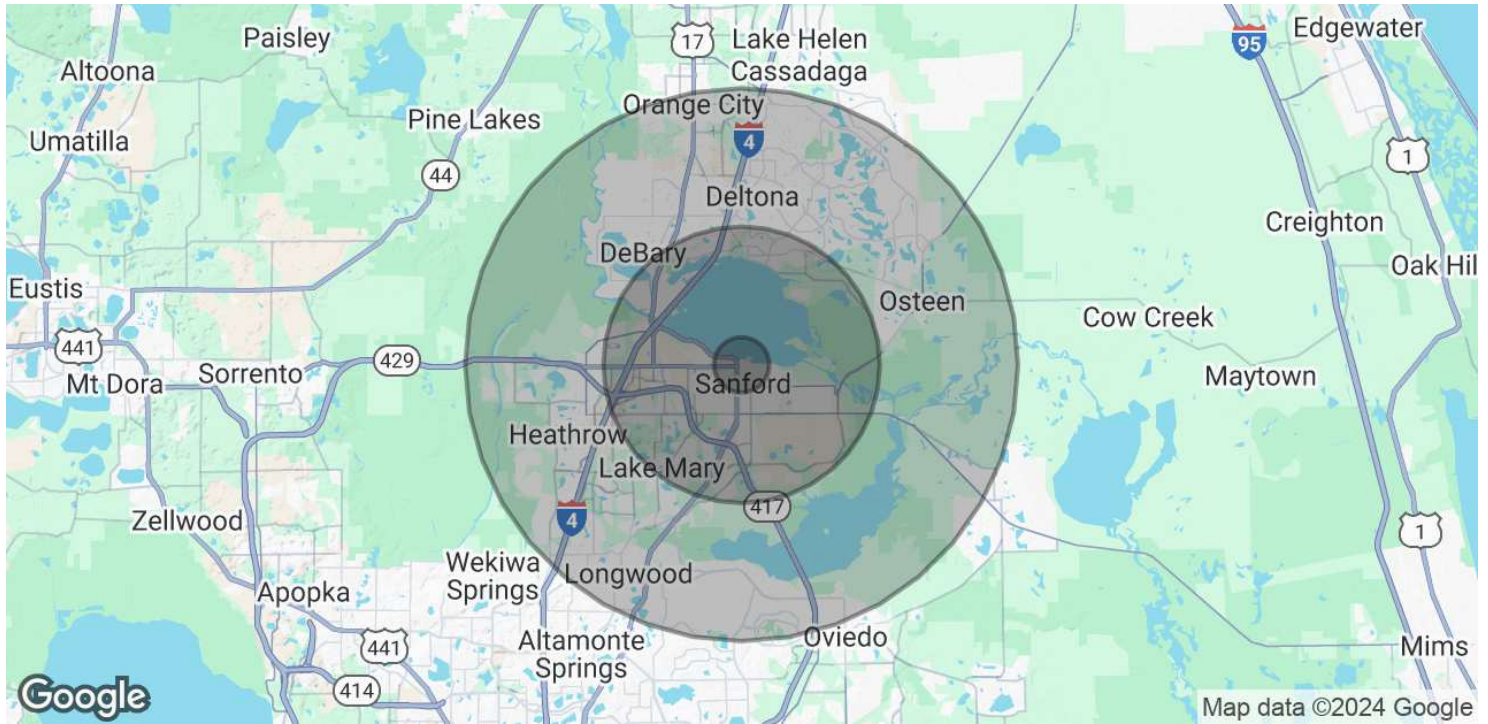 Paisley
17
Lake Helen
Cassadaga
95
Edgewater
Altoona
Orange City
Pine Lakes
Umatilla
4
1
44
Deltona
Creighton
DeBary
Oak Hil
Eustis
Osteen
Cow Creek
441
429
Sorrento
Mt Dora
Sanford
Maytown
Heathrow
Lake Mary
417
4
Zellwood
1
Wekiwa
Springs
Longwood
Apopka
Altamonte
Springs
Oviedo
441
Mims
414
Google
Map data ©2024 Google